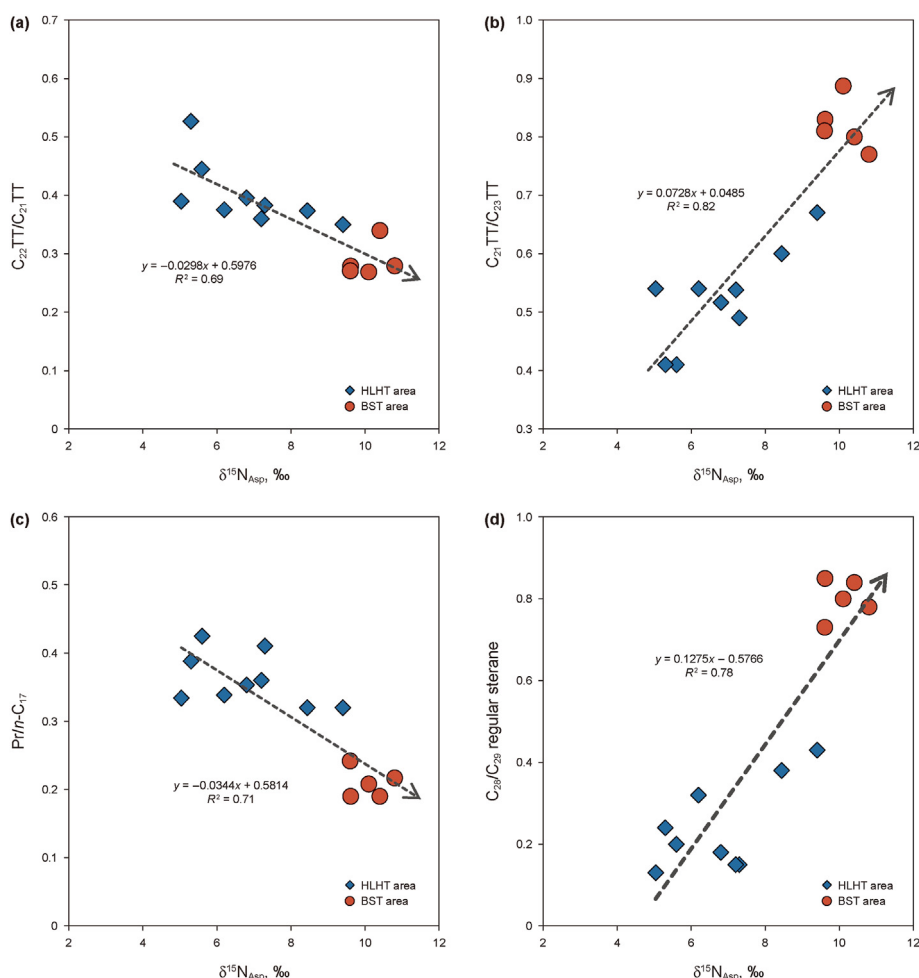 (a)
0.7
0.6
0.5
0.4
0.3
0.2
0.1
0
C₂₂TT/C₂₁TT
y = −0.0298x + 0.5976
R² = 0.69
HLHT area
BST area
2 4 6 8 10 12
δ¹⁵N_Asp, ‰
(b)
1.0
0.9
0.8
0.7
0.6
0.5
0.4
0.3
C₂₁TT/C₂₃TT
y = 0.0728x + 0.0485
R² = 0.82
HLHT area
BST area
2 4 6 8 10 12
δ¹⁵N_Asp, ‰
(c)
0.6
0.5
0.4
0.3
0.2
0.1
0
Pr/n-C₁₇
y = −0.0344x + 0.5814
R² = 0.71
HLHT area
BST area
2 4 6 8 10 12
δ¹⁵N_Asp, ‰
(d)
1.0
0.8
0.6
0.4
0.2
0
C₂₈/C₂₉ regular sterane
y = 0.1275x − 0.5766
R² = 0.78
HLHT area
BST area
2 4 6 8 10 12
δ¹⁵N_Asp, ‰